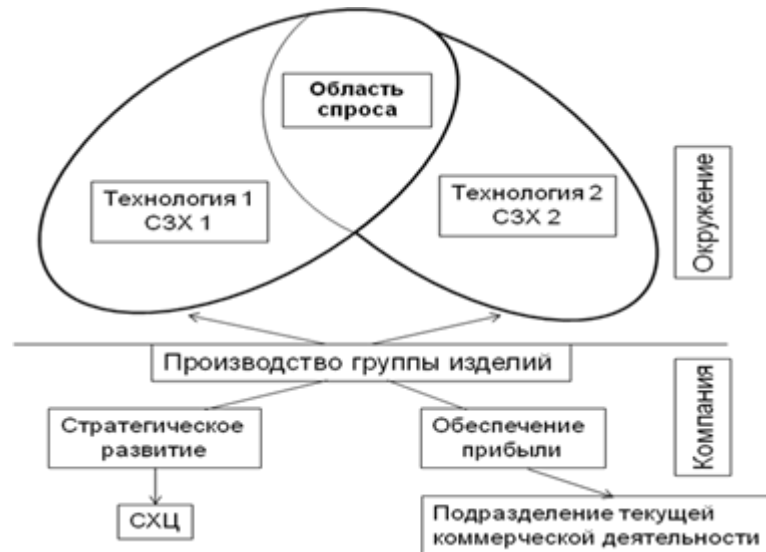 Область
спроса
Технология 1
СЗХ 1
Технология 2
СЗХ 2
Окружение
Производство группы изделий
Компания
Стратегическое
развитие
Обеспечение
прибыли
СХЦ
Подразделение текущей
коммерческой деятельности